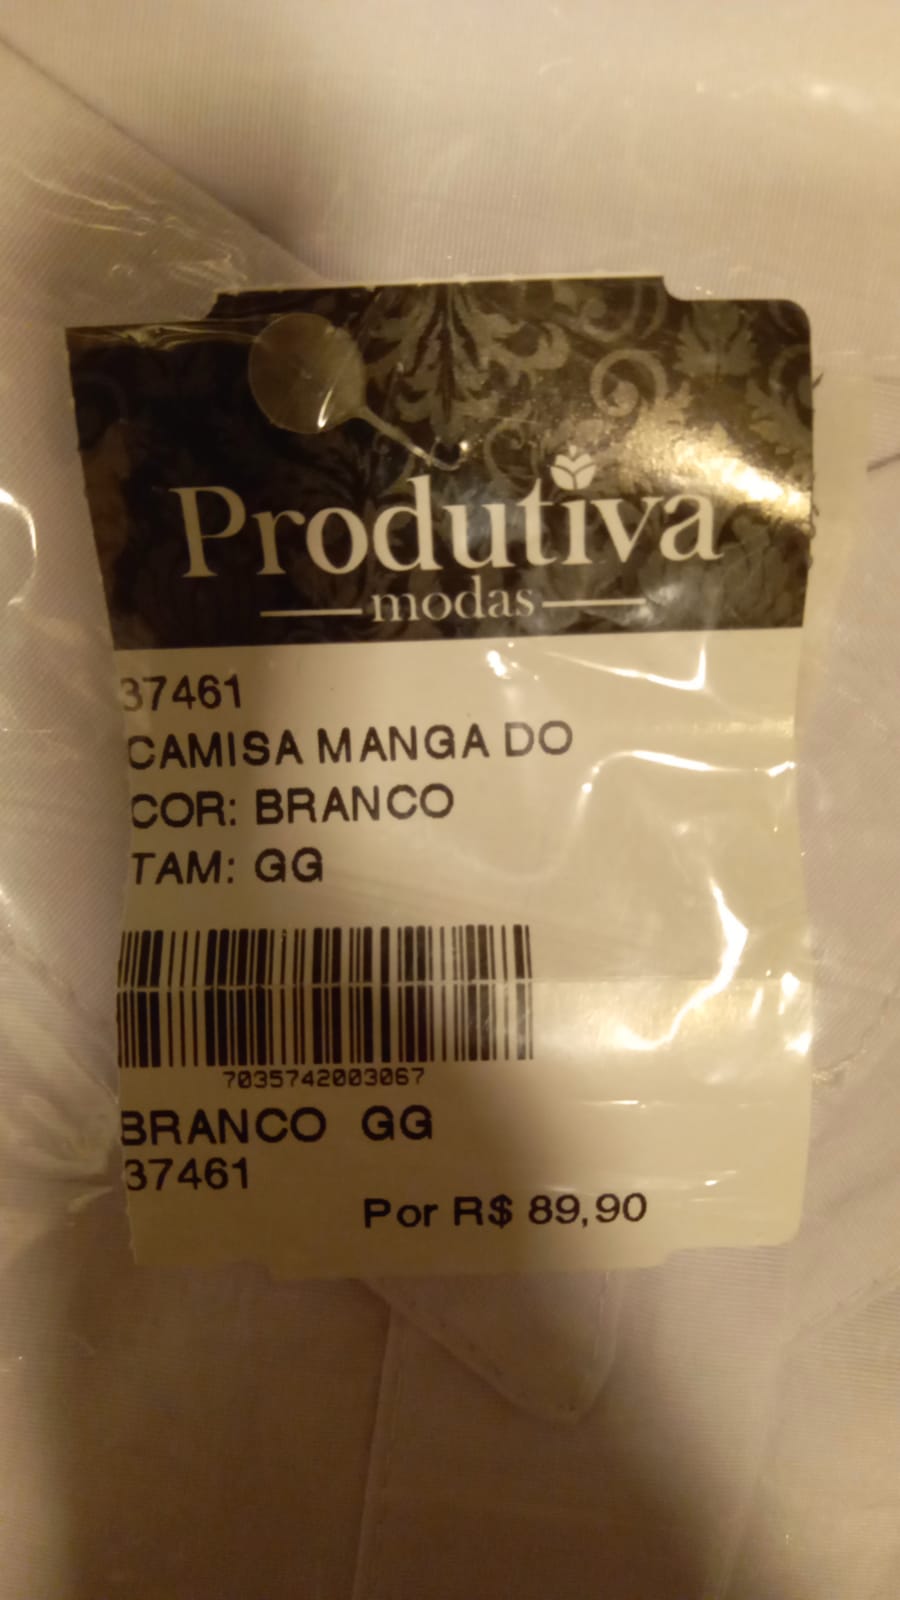 Produtiva
modas
37461
CAMISA MANGA DO
COR: BRANCO
TAM: GG
7035742003067
BRANCO GG
37461
Por R$ 89,90